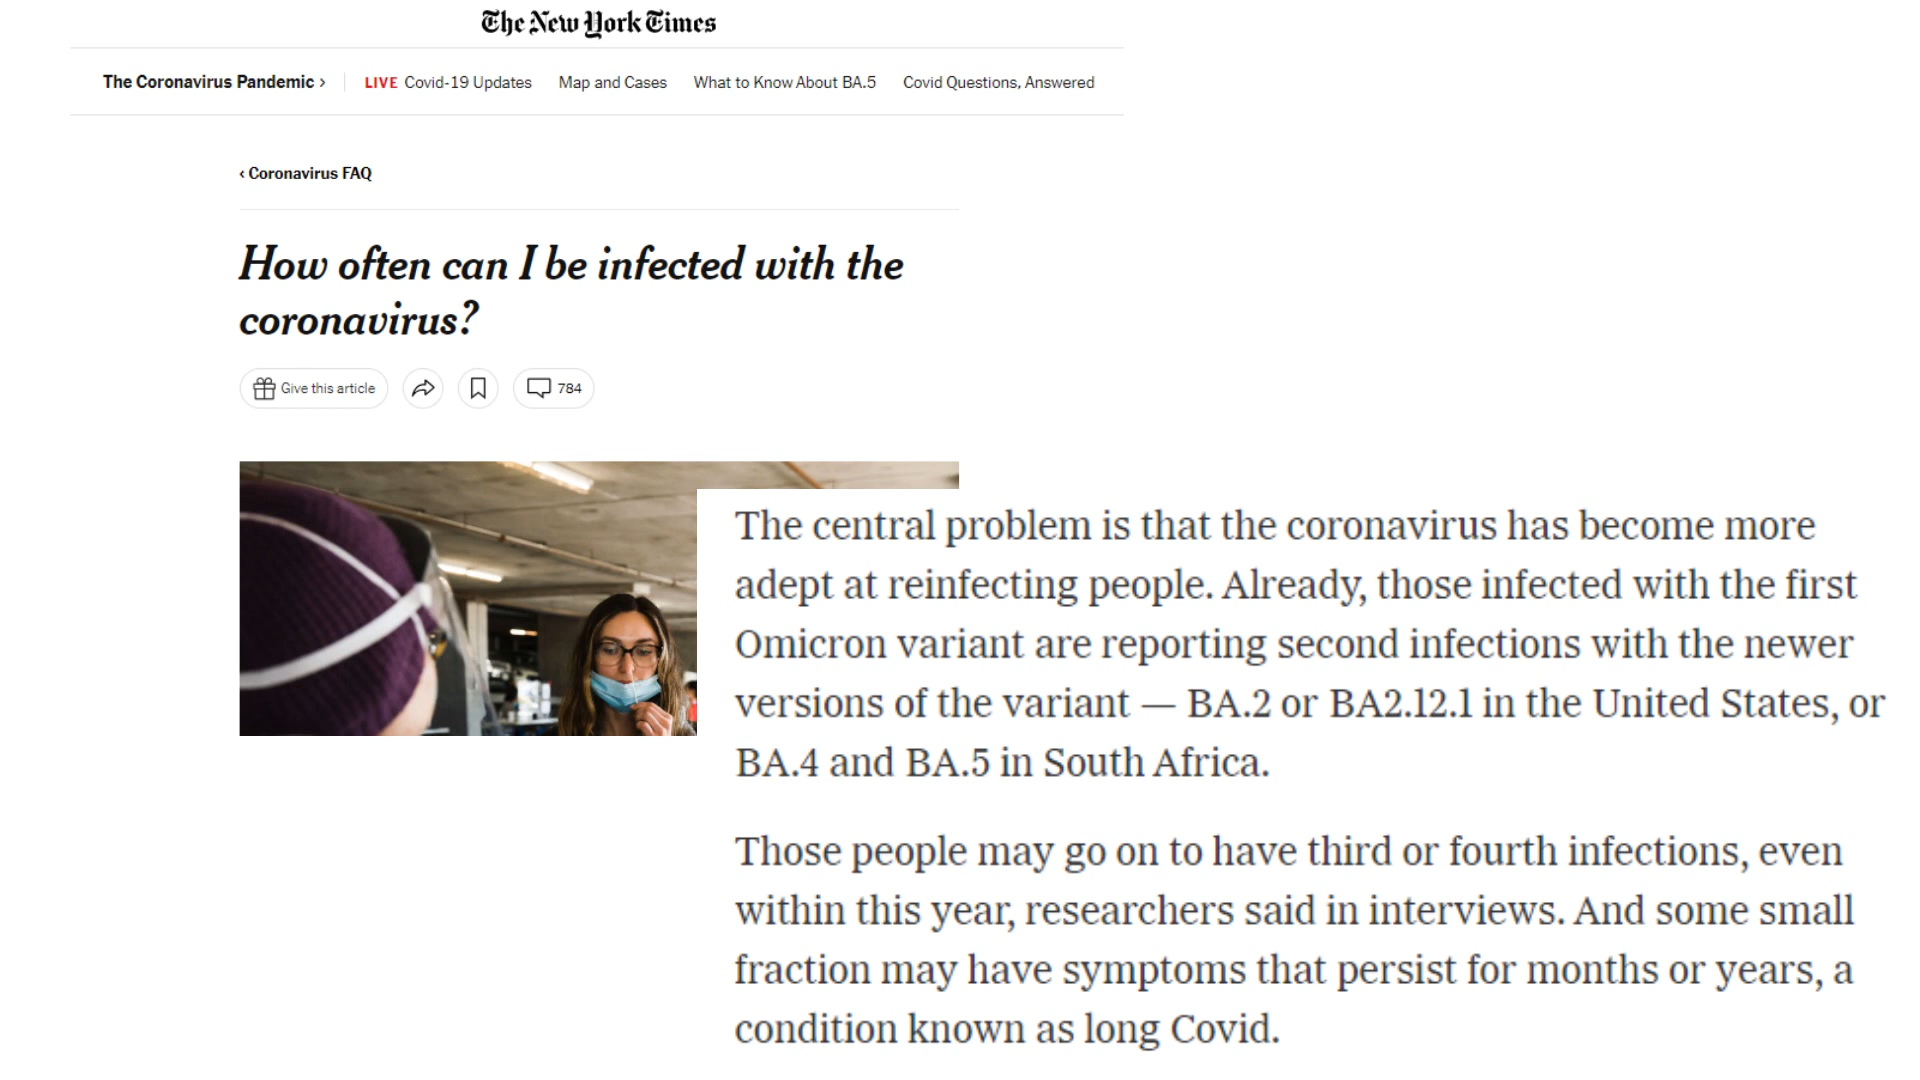 The New York Times
The Coronavirus Pandemic › LIVE Covid-19 Updates Map and Cases What to Know About BA.5 Covid Questions, Answered
‹ Coronavirus FAQ
How often can I be infected with the
coronavirus?
Give this article 784
The central problem is that the coronavirus has become more
adept at reinfecting people. Already, those infected with the first
Omicron variant are reporting second infections with the newer
versions of the variant — BA.2 or BA2.12.1 in the United States, or
BA.4 and BA.5 in South Africa.
Those people may go on to have third or fourth infections, even
within this year, researchers said in interviews. And some small
fraction may have symptoms that persist for months or years, a
condition known as long Covid.